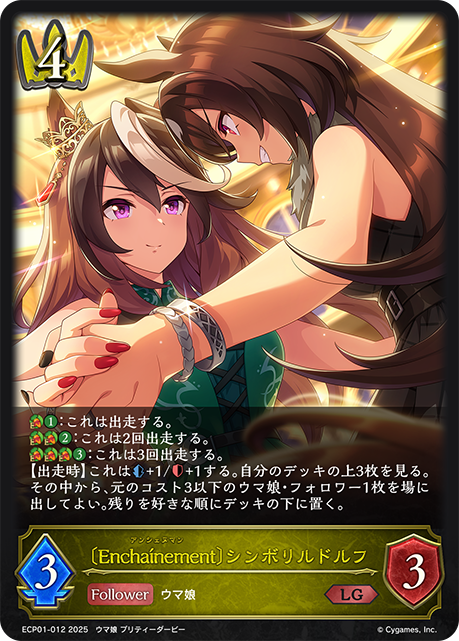 4
1:これは出走する。
2:これは2回出走する。
3:これは3回出走する。
【出走時】これは+1/+1する。自分のデッキの上3枚を見る。
その中から、元のコスト3以下のウマ娘・フォロワー1枚を場に
出してよい。残りを好きな順にデッキの下に置く。
アンシェヌマン
〔Enchaînement〕シンボリルドルフ
3
Follower ウマ娘
LG
3
ECP01-012 2025 ウマ娘 プリティーダービー
© Cygames, Inc.